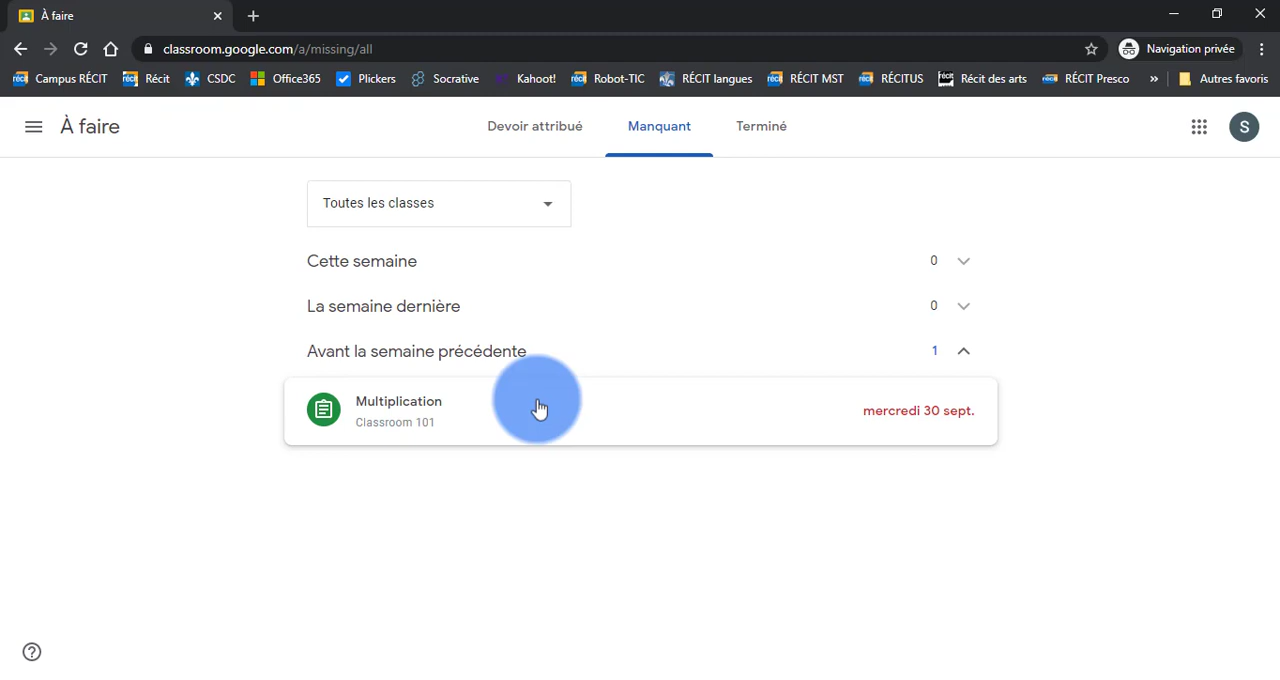 À faire
classroom.google.com/a/missing/all
Navigation privée
Campus RÉCIT Récit CSDC Office365 Plickers Socrative Kahoot! Robot-TIC RÉCIT langues RÉCIT MST RÉCITUS Récit des arts RÉCIT Presco » Autres favoris
À faire Devoir attribué Manquant Terminé S
Toutes les classes
Cette semaine 0
La semaine dernière 0
Avant la semaine précédente 1
Multiplication
Classroom 101
mercredi 30 sept.